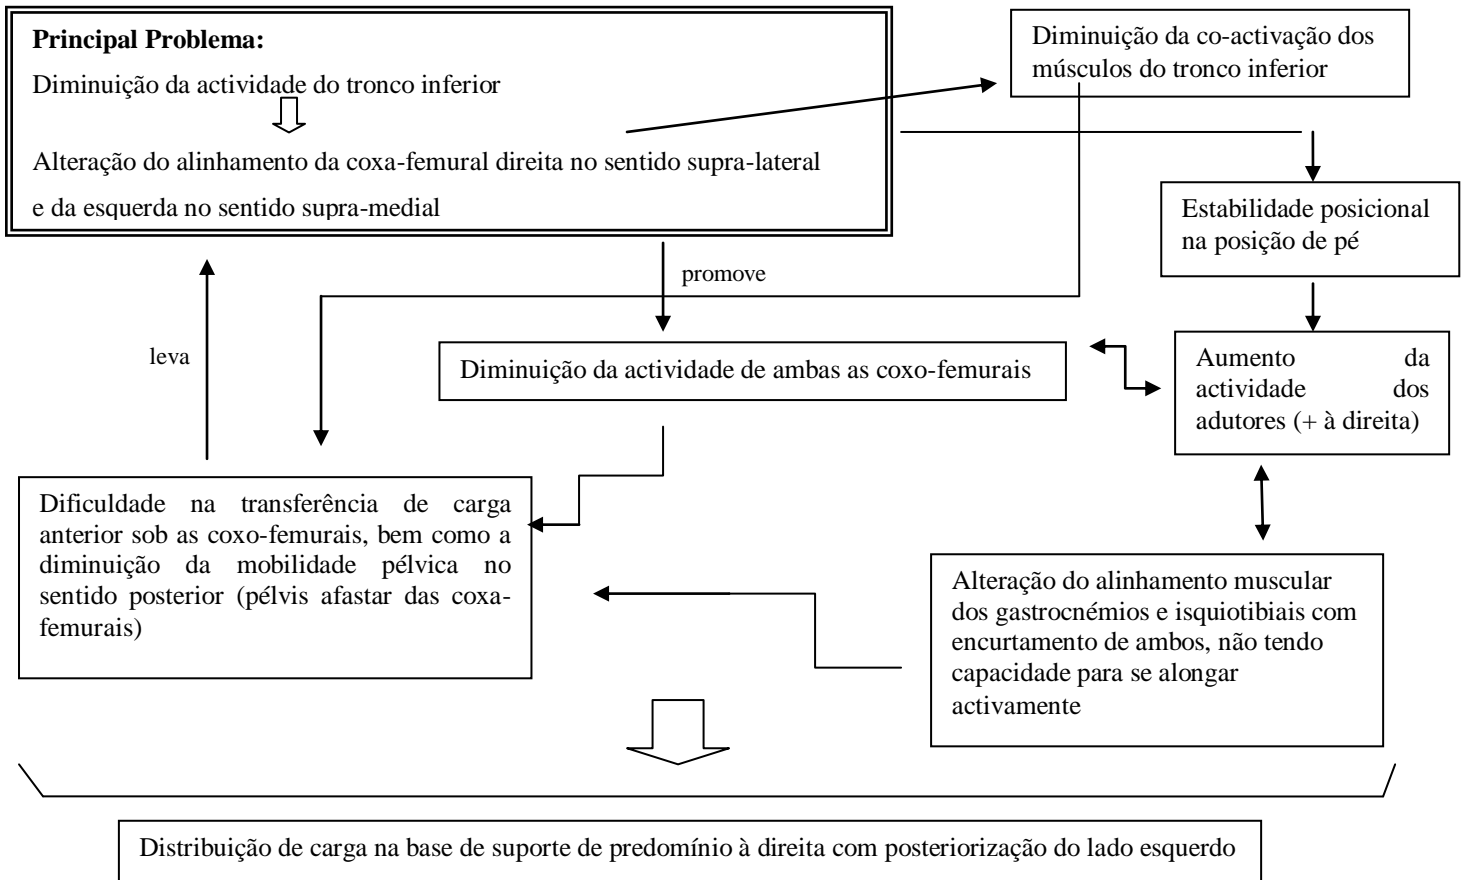 Principal Problema:
Diminuição da actividade do tronco inferior
Alteração do alinhamento da coxa-femural direita no sentido supra-lateral
e da esquerda no sentido supra-medial
Diminuição da co-activação dos
músculos do tronco inferior
Estabilidade posicional
na posição de pé
promove
leva
Diminuição da actividade de ambas as coxo-femurais
Aumento da
actividade dos
adutores (+ à direita)
Dificuldade na transferência de carga
anterior sob as coxo-femurais, bem como a
diminuição da mobilidade pélvica no
sentido posterior (pélvis afastar das coxa-
femurais)
Alteração do alinhamento muscular
dos gastrocnémios e isquiotibiais com
encurtamento de ambos, não tendo
capacidade para se alongar
activamente
Distribuição de carga na base de suporte de predomínio à direita com posteriorização do lado esquerdo